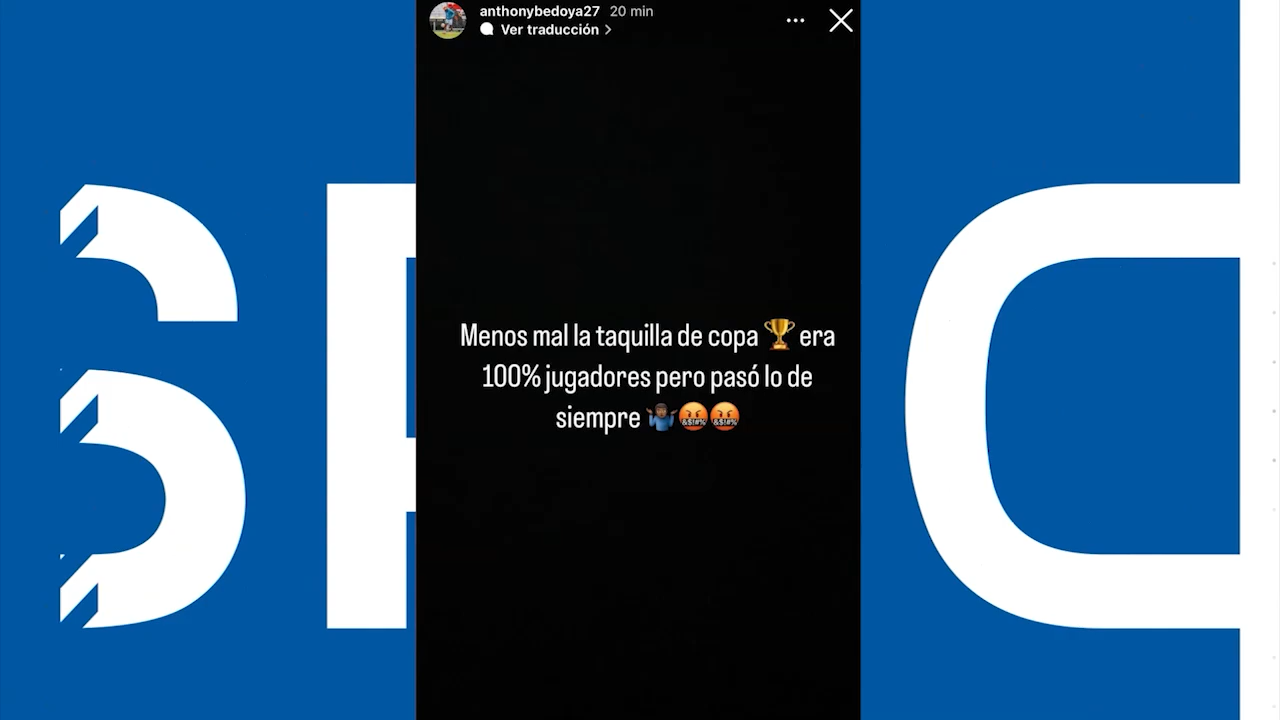 anthonybedoya27 20 min
Ver traducción >
Menos mal la taquilla de copa 🏆 era
100% jugadores pero pasó lo de
siempre 🤷🏾‍♂️🤬🤬